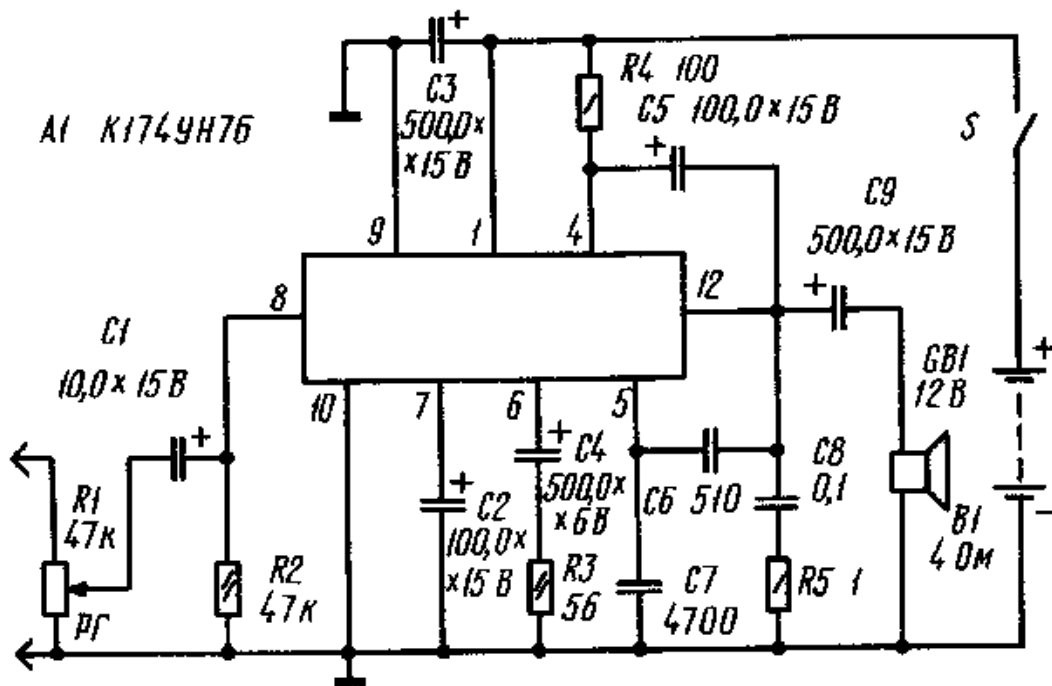 +
R4 100
C3
500,0×
×15 В
C5 100,0×15 В
+
A1 К174УН7Б
S
C9
500,0×15 В
9
1
4
8
12
+
C1
10,0×15 В
+
GB1
12 В
+
10
7
6
5
+
+
C4
500,0×
×6В
C2
100,0×
×15 В
C6 510
C8
0,1
B1
4 Ом
−
R1
47к
РГ
R2
47к
R3
56
C7
4700
R5 1